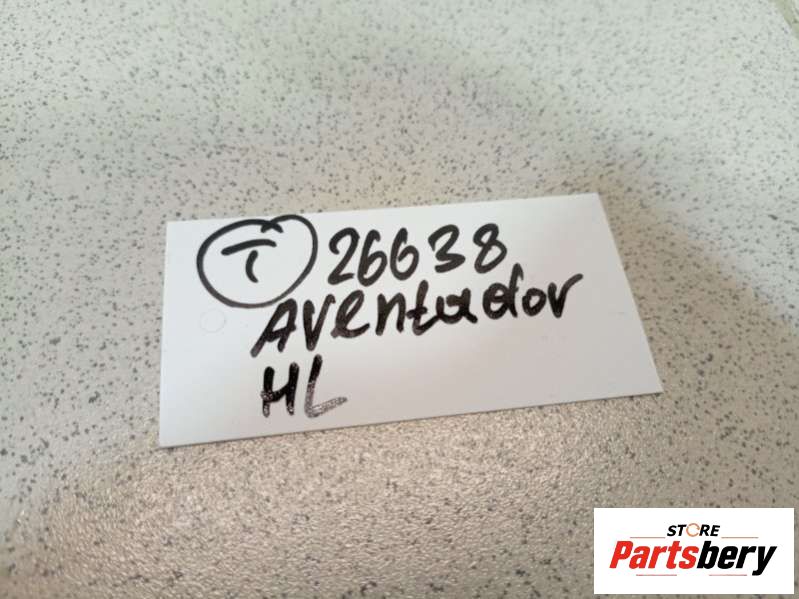 T 26638
Aventador
HL
STORE
Partsbery